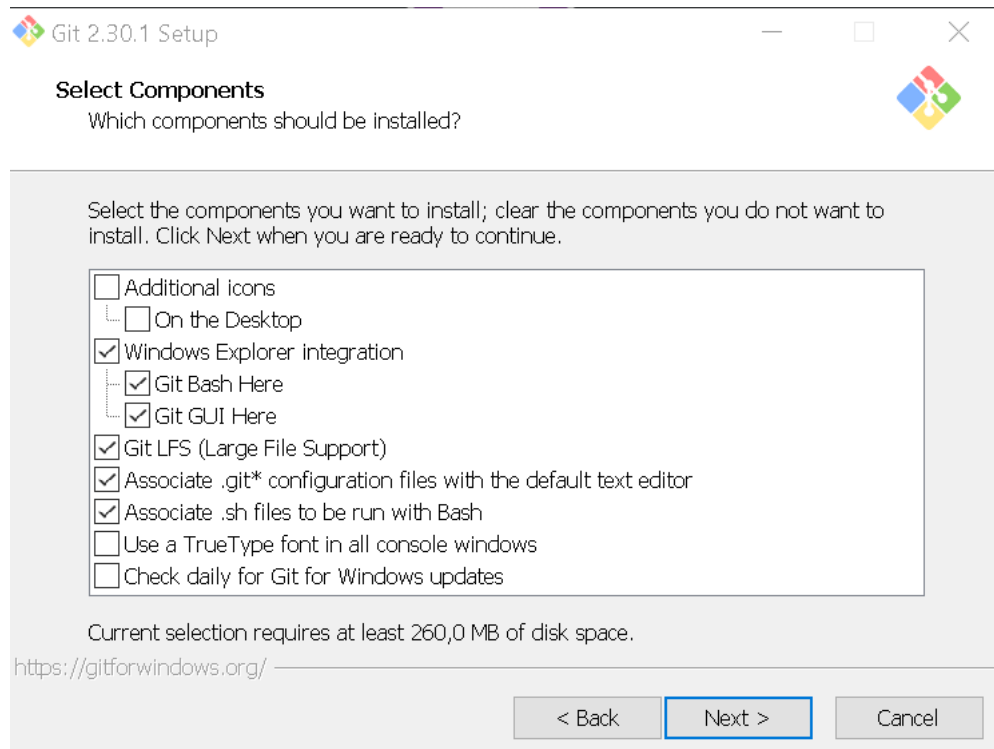 Git 2.30.1 Setup
Select Components
Which components should be installed?
Select the components you want to install; clear the components you do not want to
install. Click Next when you are ready to continue.
Additional icons
On the Desktop
Windows Explorer integration
Git Bash Here
Git GUI Here
Git LFS (Large File Support)
Associate .git* configuration files with the default text editor
Associate .sh files to be run with Bash
Use a TrueType font in all console windows
Check daily for Git for Windows updates
Current selection requires at least 260,0 MB of disk space.
https://gitforwindows.org/
< Back Next > Cancel